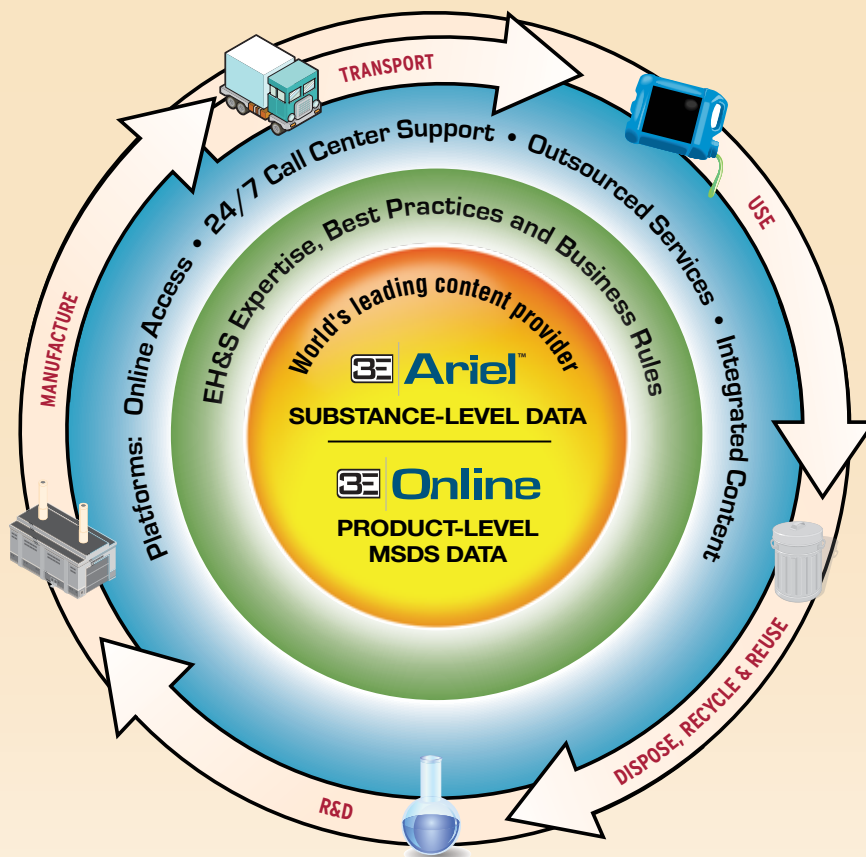 TRANSPORT
USE
DISPOSE, RECYCLE & REUSE
R&D
MANUFACTURE
Platforms: Online Access • 24/7 Call Center Support • Outsourced Services • Integrated Content
EH&S Expertise, Best Practices and Business Rules
World's leading content provider
3E Ariel™
SUBSTANCE-LEVEL DATA
3E Online
PRODUCT-LEVEL
MSDS DATA